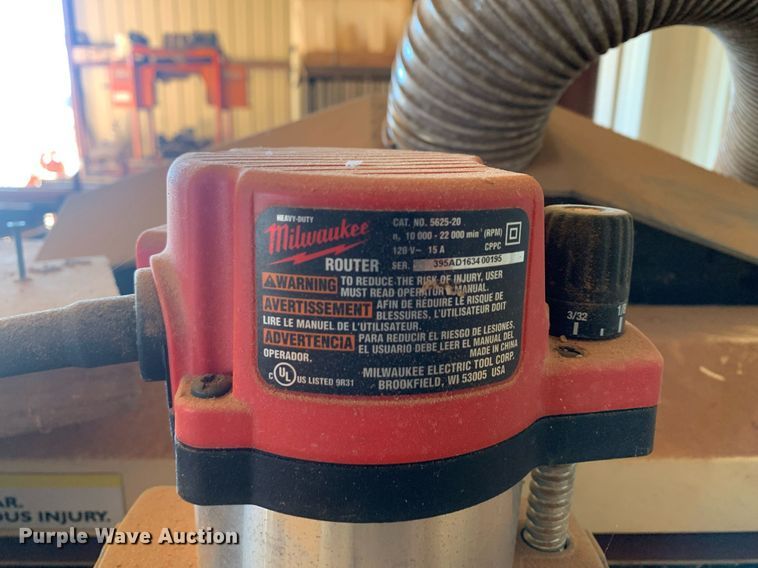 HEAVY-DUTY
Milwaukee
ROUTER
CAT. NO. 5625-20
n₀ 10 000 - 22 000 min⁻¹ (RPM)
120 V~ 15 A CPPC
SER. 395AD163400195
WARNING TO REDUCE THE RISK OF INJURY, USER
MUST READ OPERATOR'S MANUAL.
AVERTISSEMENT AFIN DE RÉDUIRE LE RISQUE DE
BLESSURES, L'UTILISATEUR DOIT
LIRE LE MANUEL DE L'UTILISATEUR.
ADVERTENCIA PARA REDUCIR EL RIESGO DE LESIONES,
EL USUARIO DEBE LEER EL MANUAL DEL
OPERADOR.
MADE IN CHINA
C UL US LISTED 9R31
MILWAUKEE ELECTRIC TOOL CORP.
BROOKFIELD, WI 53005 USA
3/32
AR.
OUS INJURY.
Purple Wave Auction